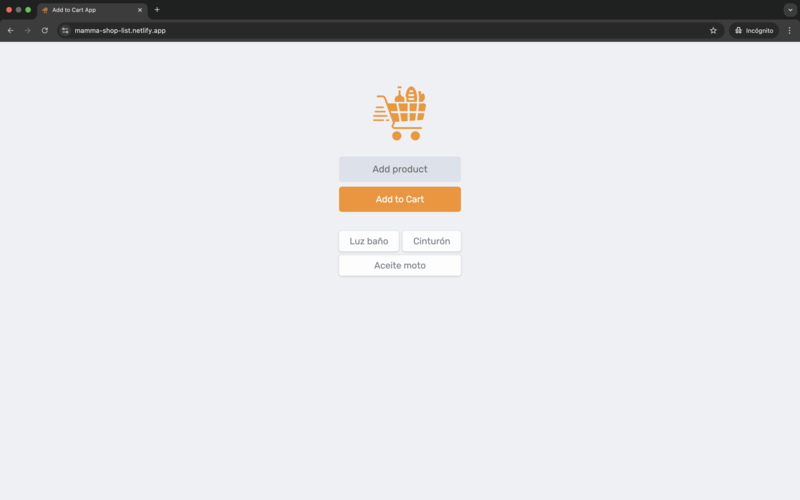 Add to Cart App
mamma-shop-list.netlify.app
Incógnito
Add product
Add to Cart
Luz baño
Cinturón
Aceite moto